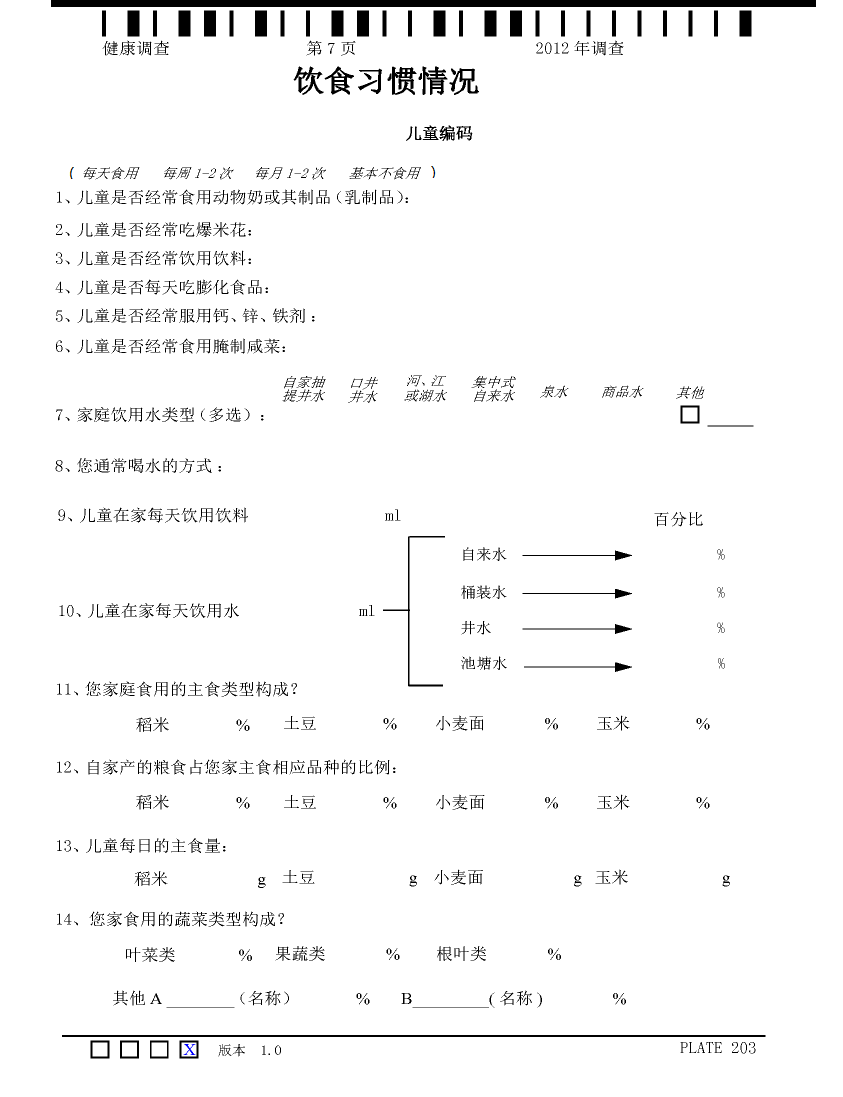 健康调查 第 7 页 2012 年调查
饮食习惯情况
儿童编码
( 每天食用 每周 1-2 次 每月 1-2 次 基本不食用 )
1、儿童是否经常食用动物奶或其制品（乳制品）:
2、儿童是否经常吃爆米花:
3、儿童是否经常饮用饮料:
4、儿童是否每天吃膨化食品:
5、儿童是否经常服用钙、锌、铁剂 :
6、儿童是否经常食用腌制咸菜:
自家抽 口井 河、江 集中式 泉水 商品水 其他
提井水 井水 或湖水 自来水
7、家庭饮用水类型（多选）: ______
8、您通常喝水的方式 :
9、儿童在家每天饮用饮料 ml 百分比
自来水 %
桶装水 %
10、儿童在家每天饮用水 ml
井水 %
池塘水 %
11、您家庭食用的主食类型构成?
稻米 % 土豆 % 小麦面 % 玉米 %
12、自家产的粮食占您家主食相应品种的比例:
稻米 % 土豆 % 小麦面 % 玉米 %
13、儿童每日的主食量:
稻米 g 土豆 g 小麦面 g 玉米 g
14、您家食用的蔬菜类型构成?
叶菜类 % 果蔬类 % 根叶类 %
其他 A ________（名称） % B_________( 名称 ) %
X 版本 1.0 PLATE 203